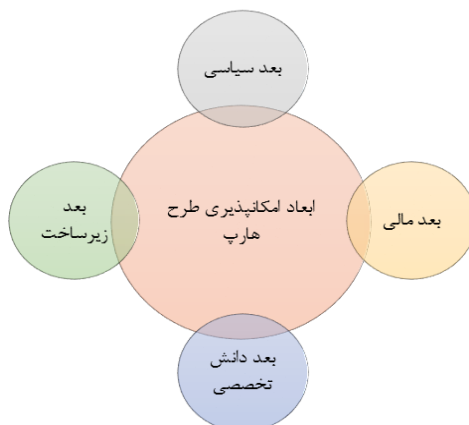 بعد سیاسی
ابعاد امکانپذیری طرح
هارپ
بعد مالی
بعد
زیرساخت
بعد دانش
تخصصی